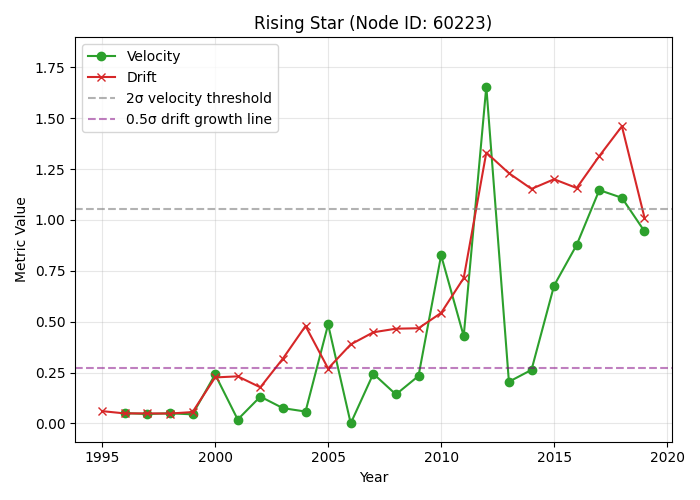 Rising Star (Node ID: 60223)
Velocity
Drift
2σ velocity threshold
0.5σ drift growth line
Metric Value
1.75
1.50
1.25
1.00
0.75
0.50
0.25
0.00
1995 2000 2005 2010 2015 2020
Year